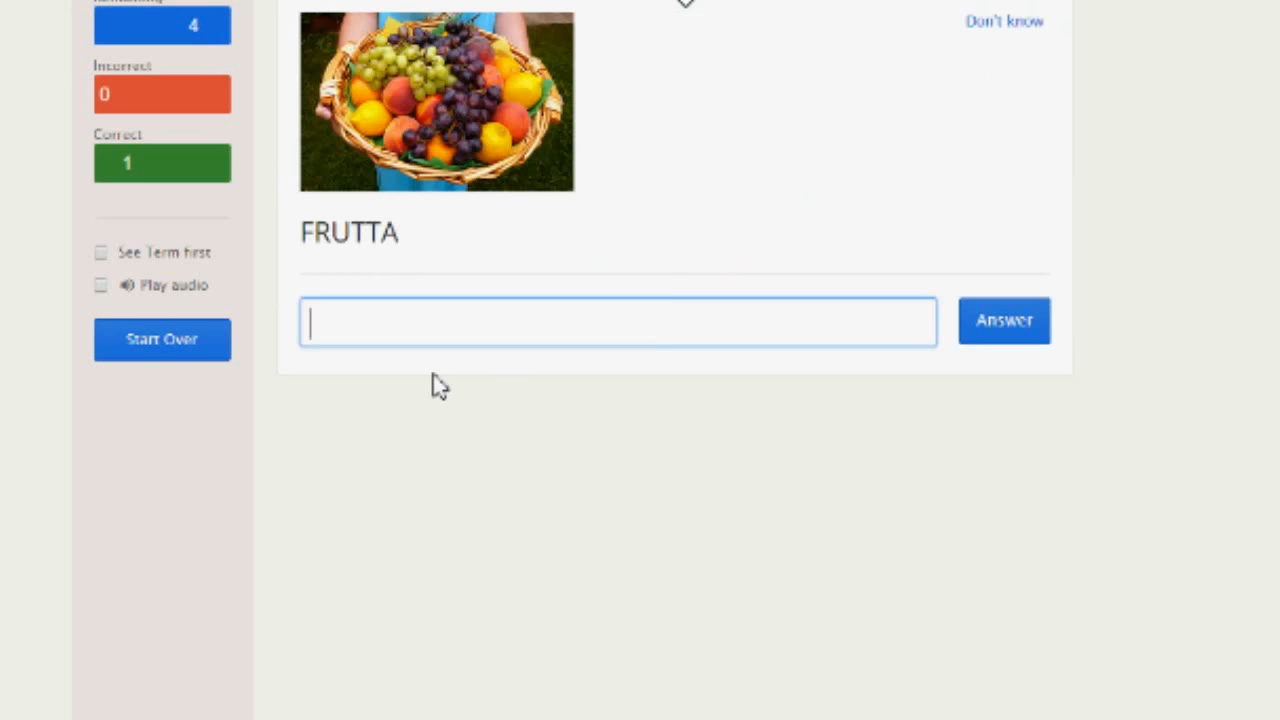 4
Don't know
Incorrect
0
Correct
1
FRUTTA
See Term first
Play audio
Answer
Start Over